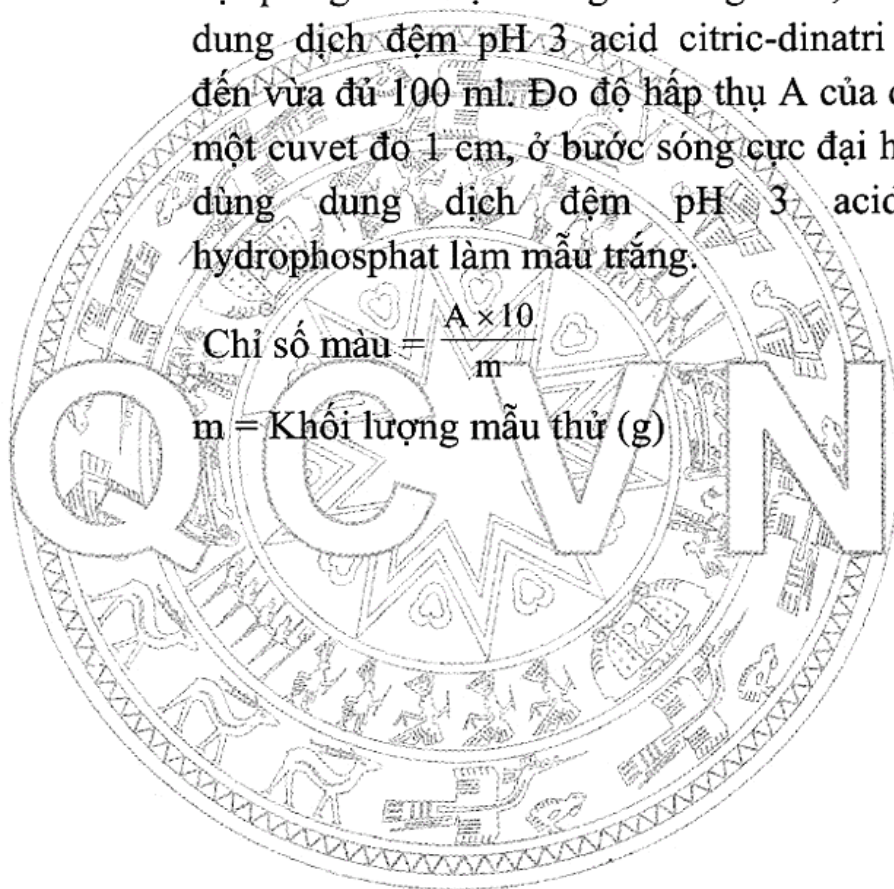 dung dịch đệm pH 3 acid citric-dinatri
đến vừa đủ 100 ml. Đo độ hấp thụ A của
một cuvet đo 1 cm, ở bước sóng cực đại
dùng dung dịch đệm pH 3 acid
hydrophosphat làm mẫu trắng.
Chỉ số màu = A × 10 / m
m = Khối lượng mẫu thử (g)
QCVN